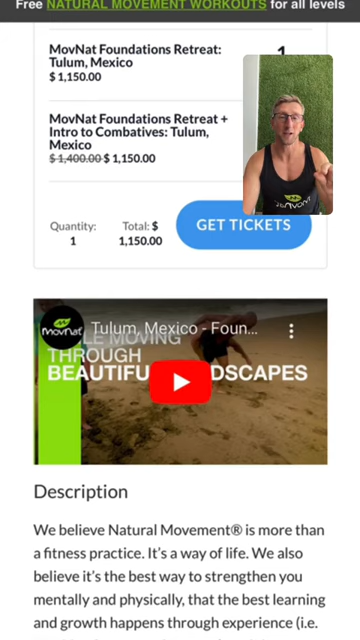 Free NATURAL MOVEMENT WORKOUTS for all levels
MovNat Foundations Retreat:
Tulum, Mexico
$ 1,150.00
1
MovNat Foundations Retreat +
Intro to Combatives: Tulum,
Mexico
$ 1,400.00 $ 1,150.00
MovNat
Quantity:
1
Total: $
1,150.00
GET TICKETS
MovNat
Tulum, Mexico - Foun...
MOVING
THROUGH
BEAUTIFU
DSCAPES
Description
We believe Natural Movement® is more than
a fitness practice. It's a way of life. We also
believe it's the best way to strengthen you
mentally and physically, that the best learning
and growth happens through experience (i.e.